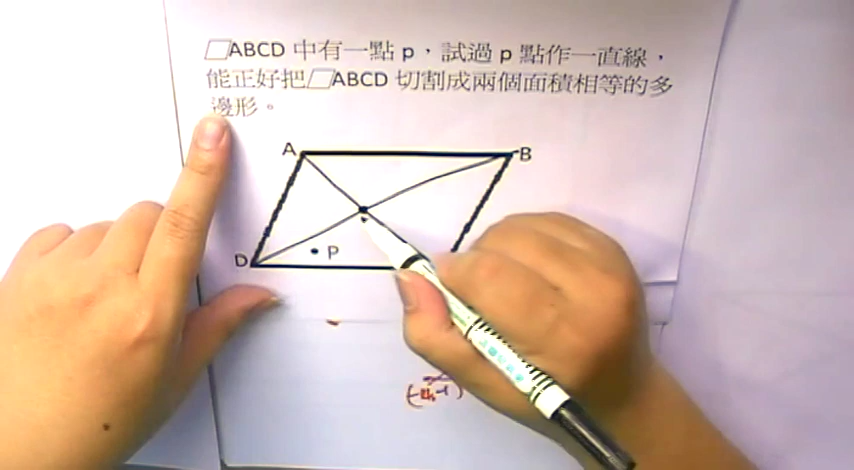 ▱ABCD 中有一點 p，試過 p 點作一直線，
能正好把▱ABCD 切割成兩個面積相等的多
邊形。
A
B
D
P